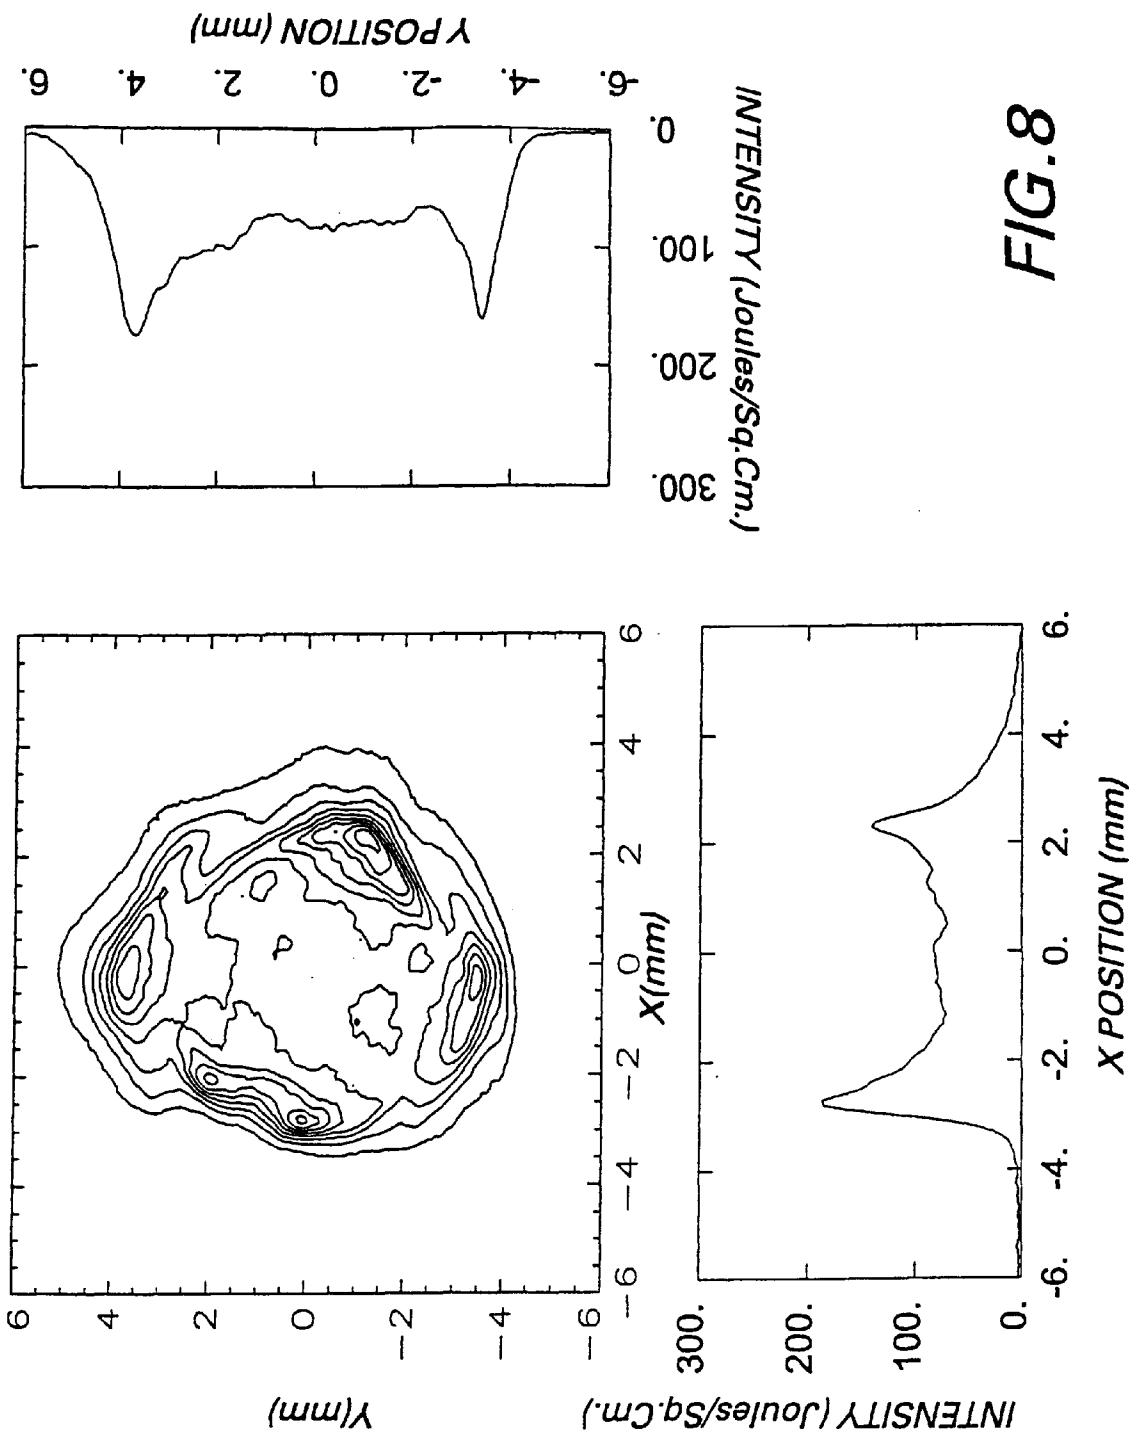 Y POSITION (mm)
6. 4. 2. 0. -2. -4. -6.
0. 100. 200. 300.
INTENSITY (Joules/Sq.Cm.)
FIG.8
6 4 2 0 -2 -4 -6
Y(mm)
-6 -4 -2 0 2 4 6
X(mm)
300. 200. 100. 0.
INTENSITY (Joules/Sq.Cm.)
-6. -4. -2. 0. 2. 4. 6.
X POSITION (mm)